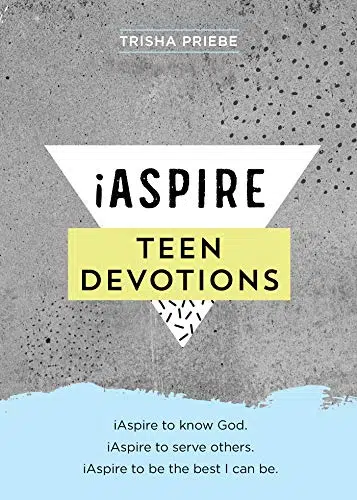 TRISHA PRIEBE
iASPIRE
TEEN
DEVOTIONS
iAspire to know God.
iAspire to serve others.
iAspire to be the best I can be.